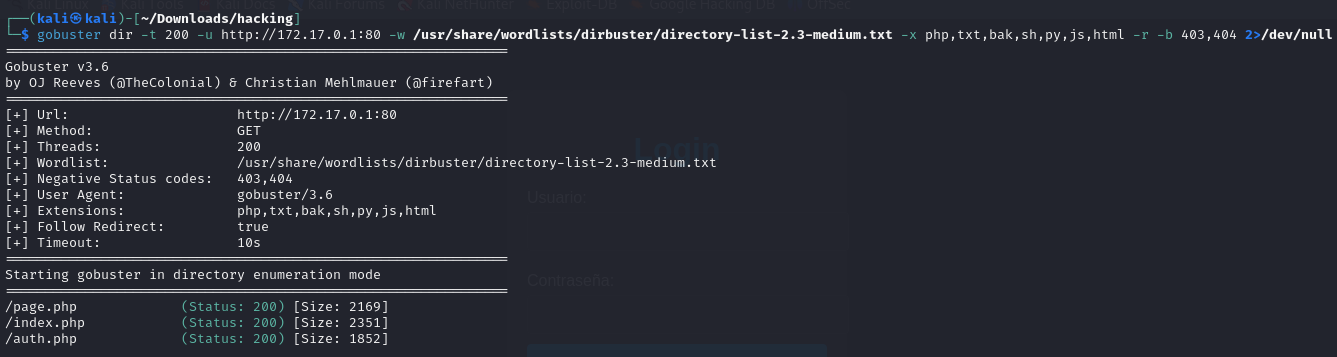 Kali Docs Kali Tools Kali Docs Kali Forums Kali NetHunter Exploit-DB Google Hacking DB OffSec
┌──(kali㉿kali)-[~/Downloads/hacking]
└─$ gobuster dir -t 200 -u http://172.17.0.1:80 -w /usr/share/wordlists/dirbuster/directory-list-2.3-medium.txt -x php,txt,bak,sh,py,js,html -r -b 403,404 2>/dev/null
===============================================================
Gobuster v3.6
by OJ Reeves (@TheColonial) & Christian Mehlmauer (@firefart)
===============================================================
[+] Url:                     http://172.17.0.1:80
[+] Method:                  GET
[+] Threads:                 200
[+] Wordlist:                /usr/share/wordlists/dirbuster/directory-list-2.3-medium.txt
[+] Negative Status codes:   403,404
[+] User Agent:              gobuster/3.6
[+] Extensions:              php,txt,bak,sh,py,js,html
[+] Follow Redirect:         true
[+] Timeout:                 10s
===============================================================
Starting gobuster in directory enumeration mode
===============================================================
/page.php             (Status: 200) [Size: 2169]
/index.php            (Status: 200) [Size: 2351]
/auth.php             (Status: 200) [Size: 1852]
Login
Usuario:
Contraseña: